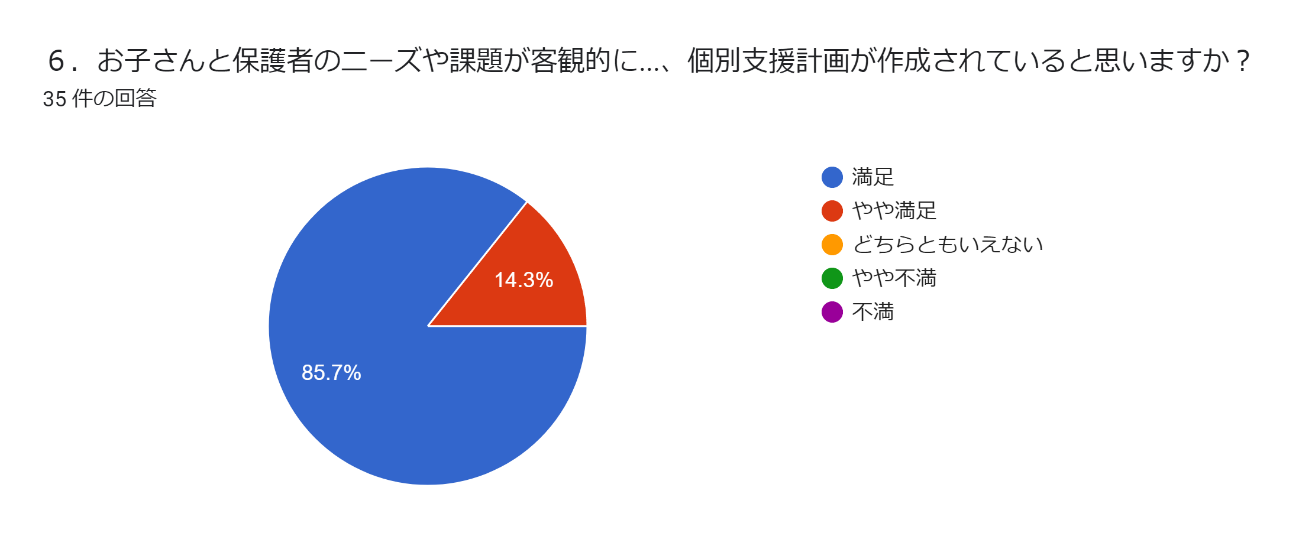 ６．お子さんと保護者のニーズや課題が客観的に...、個別支援計画が作成されていると思いますか？
35 件の回答
満足
やや満足
どちらともいえない
やや不満
不満
14.3%
85.7%